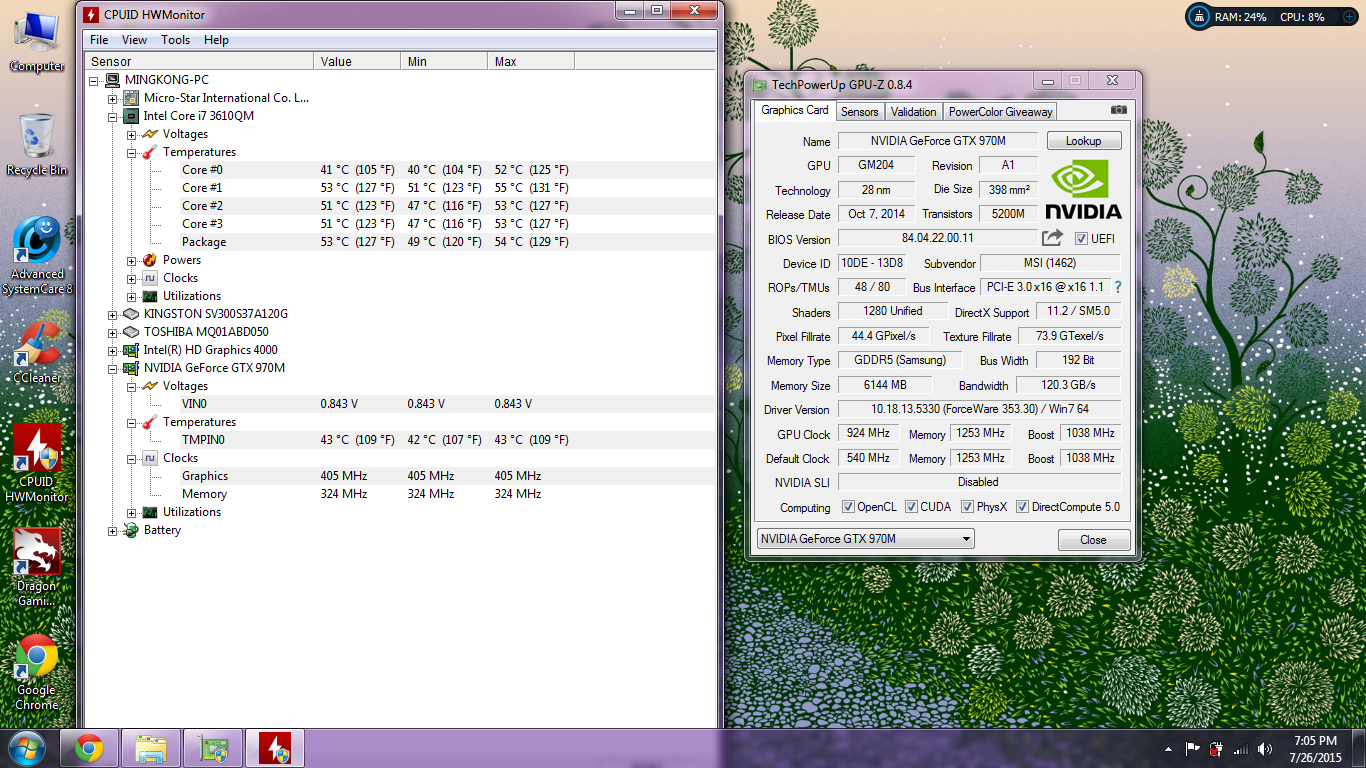 Computer
Recycle Bin
Advanced
SystemCare 8
CCleaner
CPUID
HWMonitor
Dragon
Gami...
Google
Chrome
CPUID HWMonitor
File View Tools Help
Sensor Value Min Max
MINGKONG-PC
Micro-Star International Co. L...
Intel Core i7 3610QM
Voltages
Temperatures
Core #0 41 °C (105 °F) 40 °C (104 °F) 52 °C (125 °F)
Core #1 53 °C (127 °F) 51 °C (123 °F) 55 °C (131 °F)
Core #2 51 °C (123 °F) 47 °C (116 °F) 53 °C (127 °F)
Core #3 51 °C (123 °F) 47 °C (116 °F) 53 °C (127 °F)
Package 53 °C (127 °F) 49 °C (120 °F) 54 °C (129 °F)
Powers
Clocks
Utilizations
KINGSTON SV300S37A120G
TOSHIBA MQ01ABD050
Intel(R) HD Graphics 4000
NVIDIA GeForce GTX 970M
Voltages
VIN0 0.843 V 0.843 V 0.843 V
Temperatures
TMPIN0 43 °C (109 °F) 42 °C (107 °F) 43 °C (109 °F)
Clocks
Graphics 405 MHz 405 MHz 405 MHz
Memory 324 MHz 324 MHz 324 MHz
Utilizations
Battery
RAM: 24% CPU: 8%
TechPowerUp GPU-Z 0.8.4
Graphics Card Sensors Validation PowerColor Giveaway
Name NVIDIA GeForce GTX 970M Lookup
GPU GM204 Revision A1
Technology 28 nm Die Size 398 mm²
Release Date Oct 7, 2014 Transistors 5200M
NVIDIA
BIOS Version 84.04.22.00.11 UEFI
Device ID 10DE - 13D8 Subvendor MSI (1462)
ROPs/TMUs 48 / 80 Bus Interface PCI-E 3.0 x16 @ x16 1.1 ?
Shaders 1280 Unified DirectX Support 11.2 / SM5.0
Pixel Fillrate 44.4 GPixel/s Texture Fillrate 73.9 GTexel/s
Memory Type GDDR5 (Samsung) Bus Width 192 Bit
Memory Size 6144 MB Bandwidth 120.3 GB/s
Driver Version 10.18.13.5330 (ForceWare 353.30) / Win7 64
GPU Clock 924 MHz Memory 1253 MHz Boost 1038 MHz
Default Clock 540 MHz Memory 1253 MHz Boost 1038 MHz
NVIDIA SLI Disabled
Computing OpenCL CUDA PhysX DirectCompute 5.0
NVIDIA GeForce GTX 970M Close
7:05 PM
7/26/2015